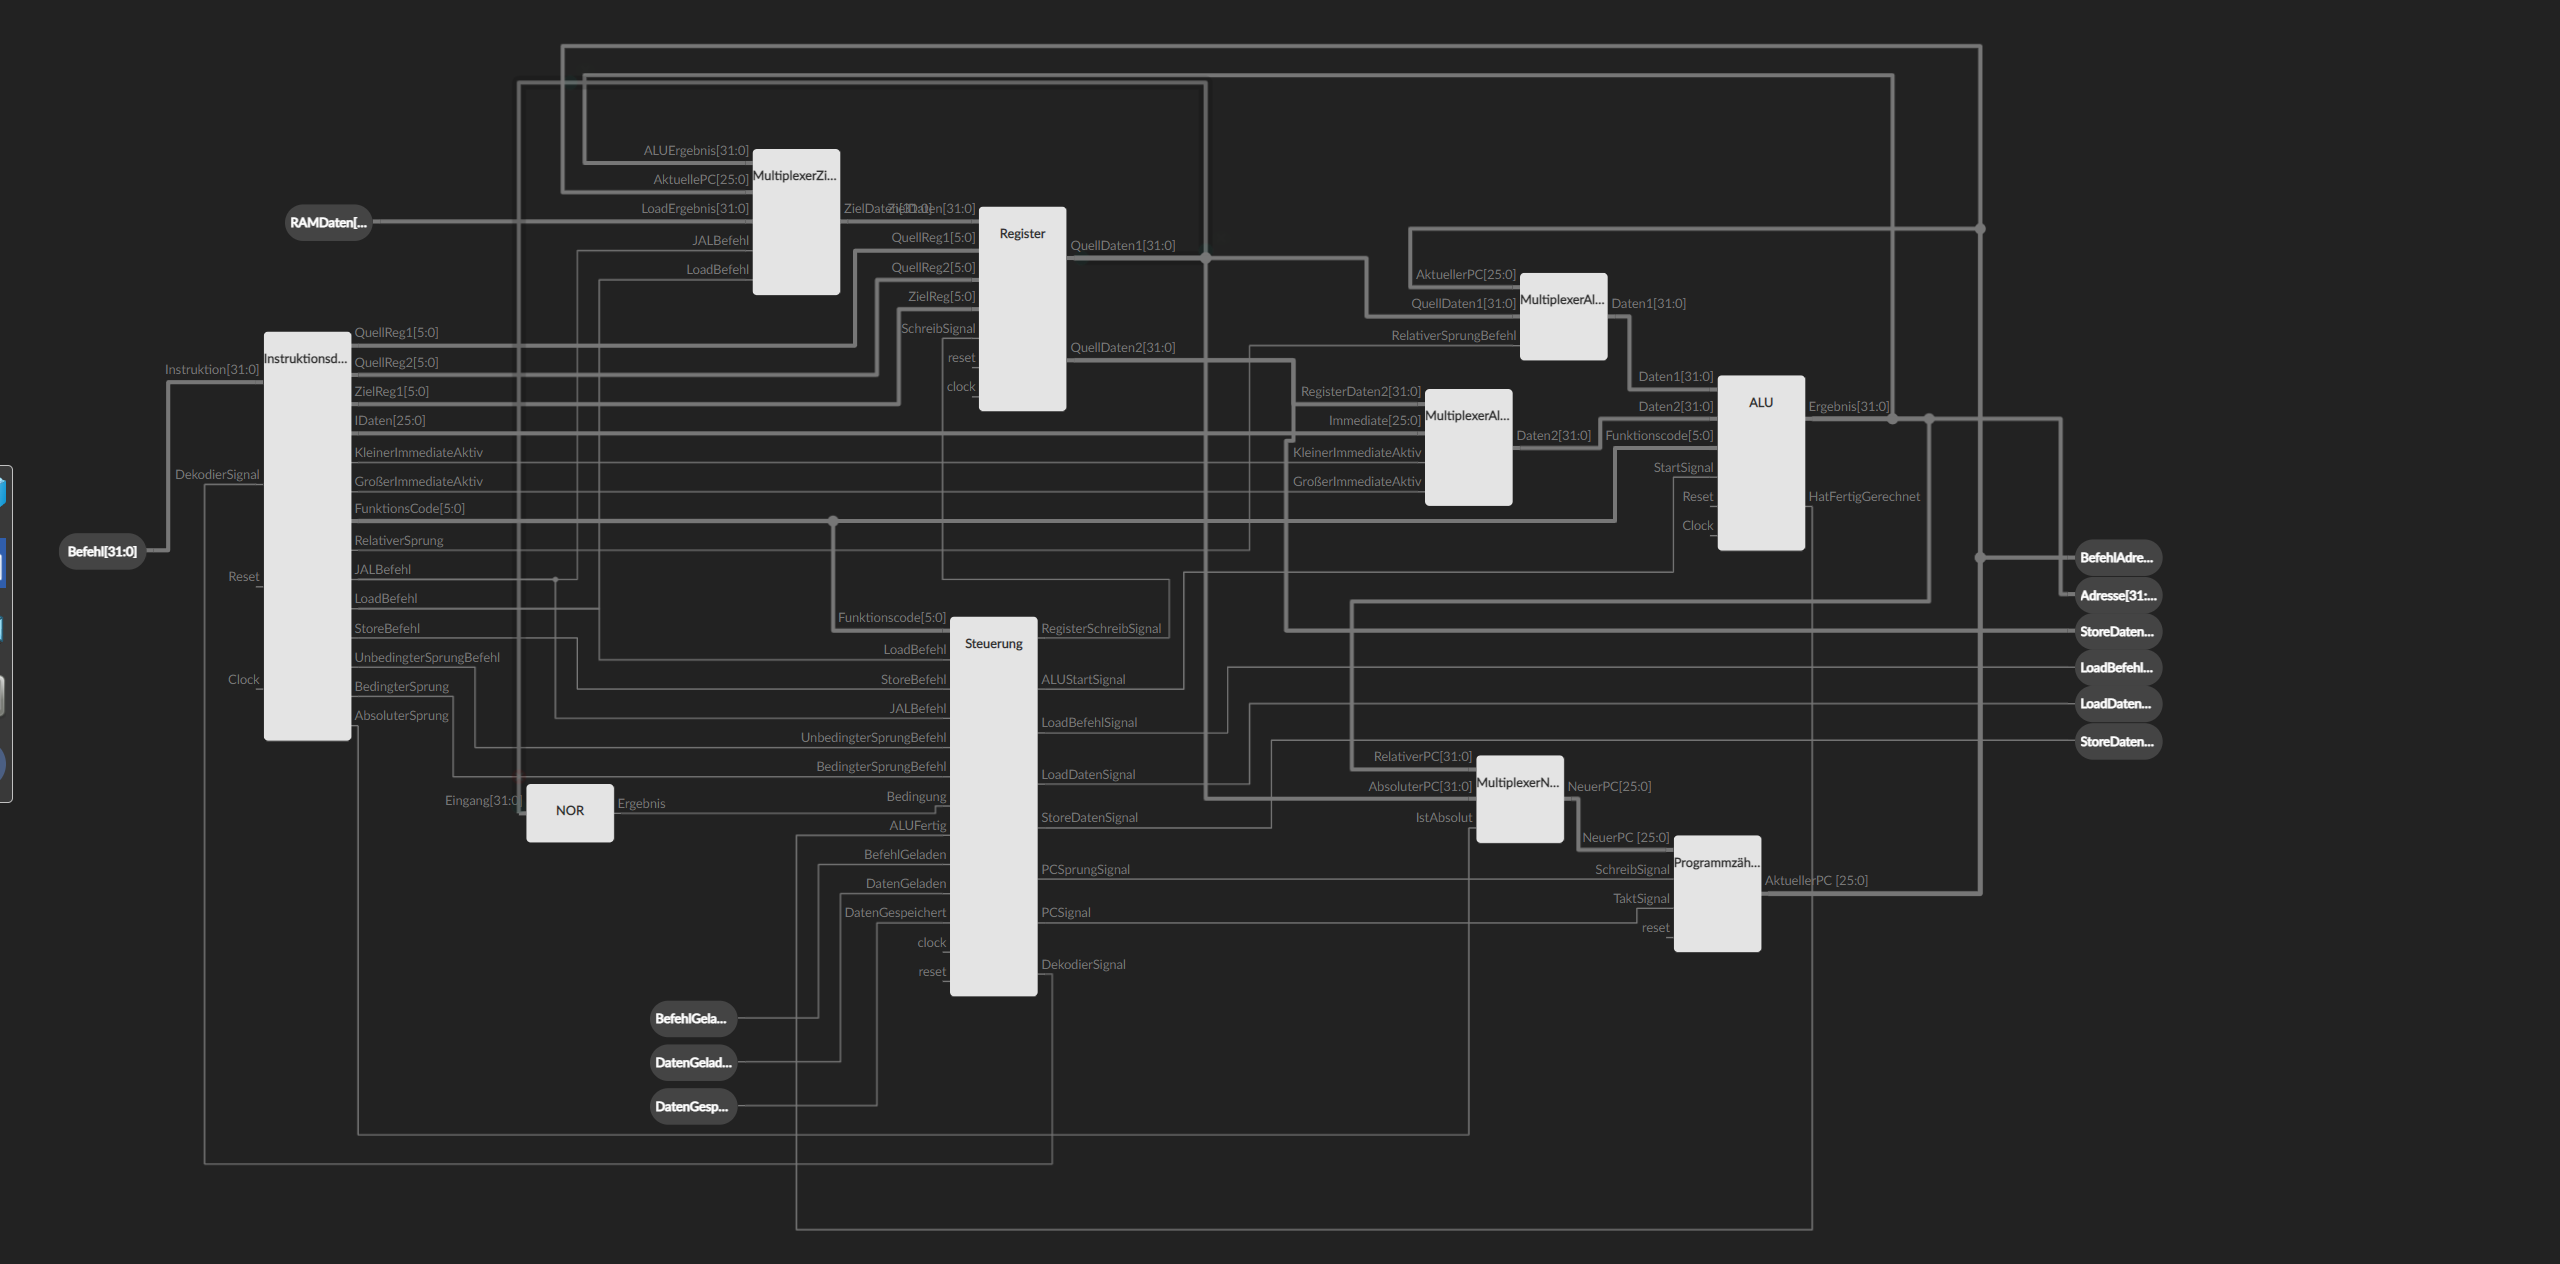 ALUErgebnis[31:0]
AktuellePC[25:0]
LoadErgebnis[31:0]
JALBefehl
LoadBefehl
MultiplexerZi...
RAMDaten[...
ZielDaten[31:0]
ZielDaten[31:0]
QuellReg1[5:0]
QuellReg2[5:0]
ZielReg[5:0]
SchreibSignal
reset
clock
Register
QuellDaten1[31:0]
QuellDaten2[31:0]
AktuellerPC[25:0]
QuellDaten1[31:0]
RelativerSprungBefehl
MultiplexerAl...
Daten1[31:0]
RegisterDaten2[31:0]
Immediate[25:0]
KleinerImmediateAktiv
GroßerImmediateAktiv
MultiplexerAl...
Daten2[31:0]
Daten1[31:0]
Daten2[31:0]
Funktionscode[5:0]
StartSignal
Reset
Clock
ALU
Ergebnis[31:0]
HatFertigGerechnet
Instruktion[31:0]
DekodierSignal
Reset
Clock
Befehl[31:0]
Instruktionsd...
QuellReg1[5:0]
QuellReg2[5:0]
ZielReg1[5:0]
IDaten[25:0]
KleinerImmediateAktiv
GroßerImmediateAktiv
FunktionsCode[5:0]
RelativerSprung
JALBefehl
LoadBefehl
StoreBefehl
UnbedingterSprungBefehl
BedingterSprung
AbsoluterSprung
Eingang[31:0]
NOR
Ergebnis
Funktionscode[5:0]
LoadBefehl
StoreBefehl
JALBefehl
UnbedingterSprungBefehl
BedingterSprungBefehl
Bedingung
ALUFertig
BefehlGeladen
DatenGeladen
DatenGespeichert
clock
reset
Steuerung
RegisterSchreibSignal
ALUStartSignal
LoadBefehlSignal
LoadDatenSignal
StoreDatenSignal
PCSprungSignal
PCSignal
DekodierSignal
BefehlGela...
DatenGelad...
DatenGesp...
RelativerPC[31:0]
AbsoluterPC[31:0]
IstAbsolut
MultiplexerN...
NeuerPC[25:0]
NeuerPC [25:0]
SchreibSignal
TaktSignal
reset
Programmzäh...
AktuellerPC [25:0]
BefehlAdre...
Adresse[31:...
StoreDaten...
LoadBefehl...
LoadDaten...
StoreDaten...